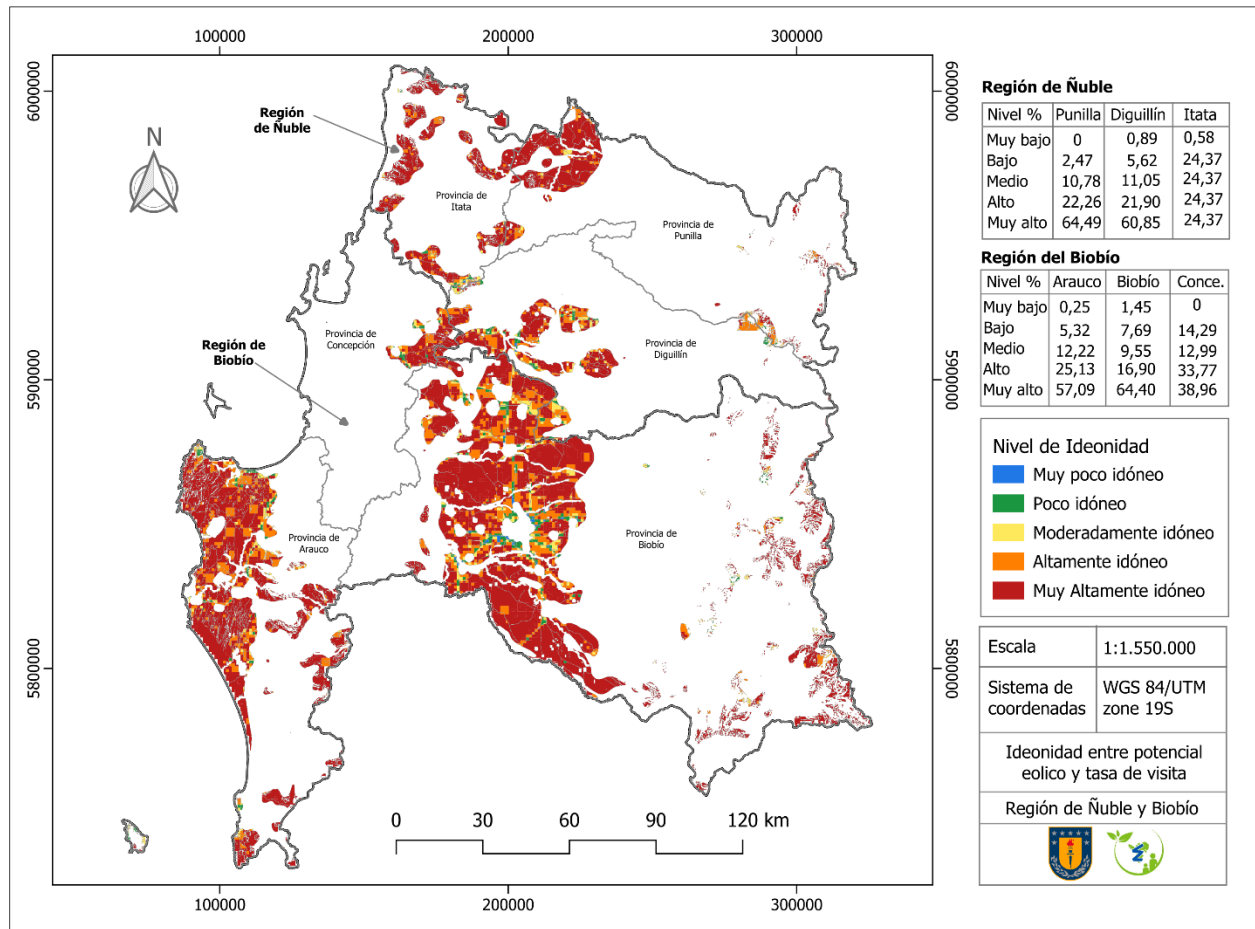 100000 200000 300000
6000000
5900000
5800000
N
Región
de Ñuble
Región de
Biobío
Provincia de
Itata
Provincia de
Punilla
Provincia de
Concepción
Provincia de
Diguillín
Provincia de
Arauco
Provincia de
Biobío
0 30 60 90 120 km
6000000
5900000
5800000
100000 200000 300000
Región de Ñuble
Nivel % Punilla Diguillín Itata
Muy bajo 0 0,89 0,58
Bajo 2,47 5,62 24,37
Medio 10,78 11,05 24,37
Alto 22,26 21,90 24,37
Muy alto 64,49 60,85 24,37
Región del Biobío
Nivel % Arauco Biobío Conce.
Muy bajo 0,25 1,45 0
Bajo 5,32 7,69 14,29
Medio 12,22 9,55 12,99
Alto 25,13 16,90 33,77
Muy alto 57,09 64,40 38,96
Nivel de Ideonidad
Muy poco idóneo
Poco idóneo
Moderadamente idóneo
Altamente idóneo
Muy Altamente idóneo
Escala 1:1.550.000
Sistema de WGS 84/UTM
coordenadas zone 19S
Ideonidad entre potencial
eolico y tasa de visita
Región de Ñuble y Biobío